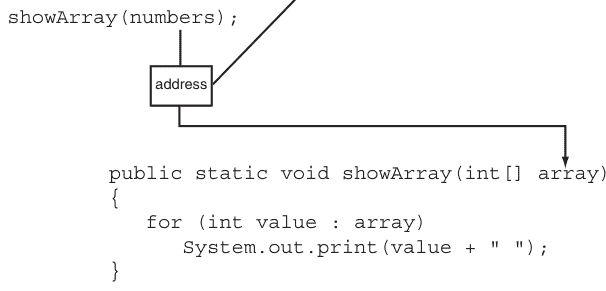 showArray(numbers);
address
public static void showArray(int[] array)
{
for (int value : array)
System.out.print(value + " ");
}